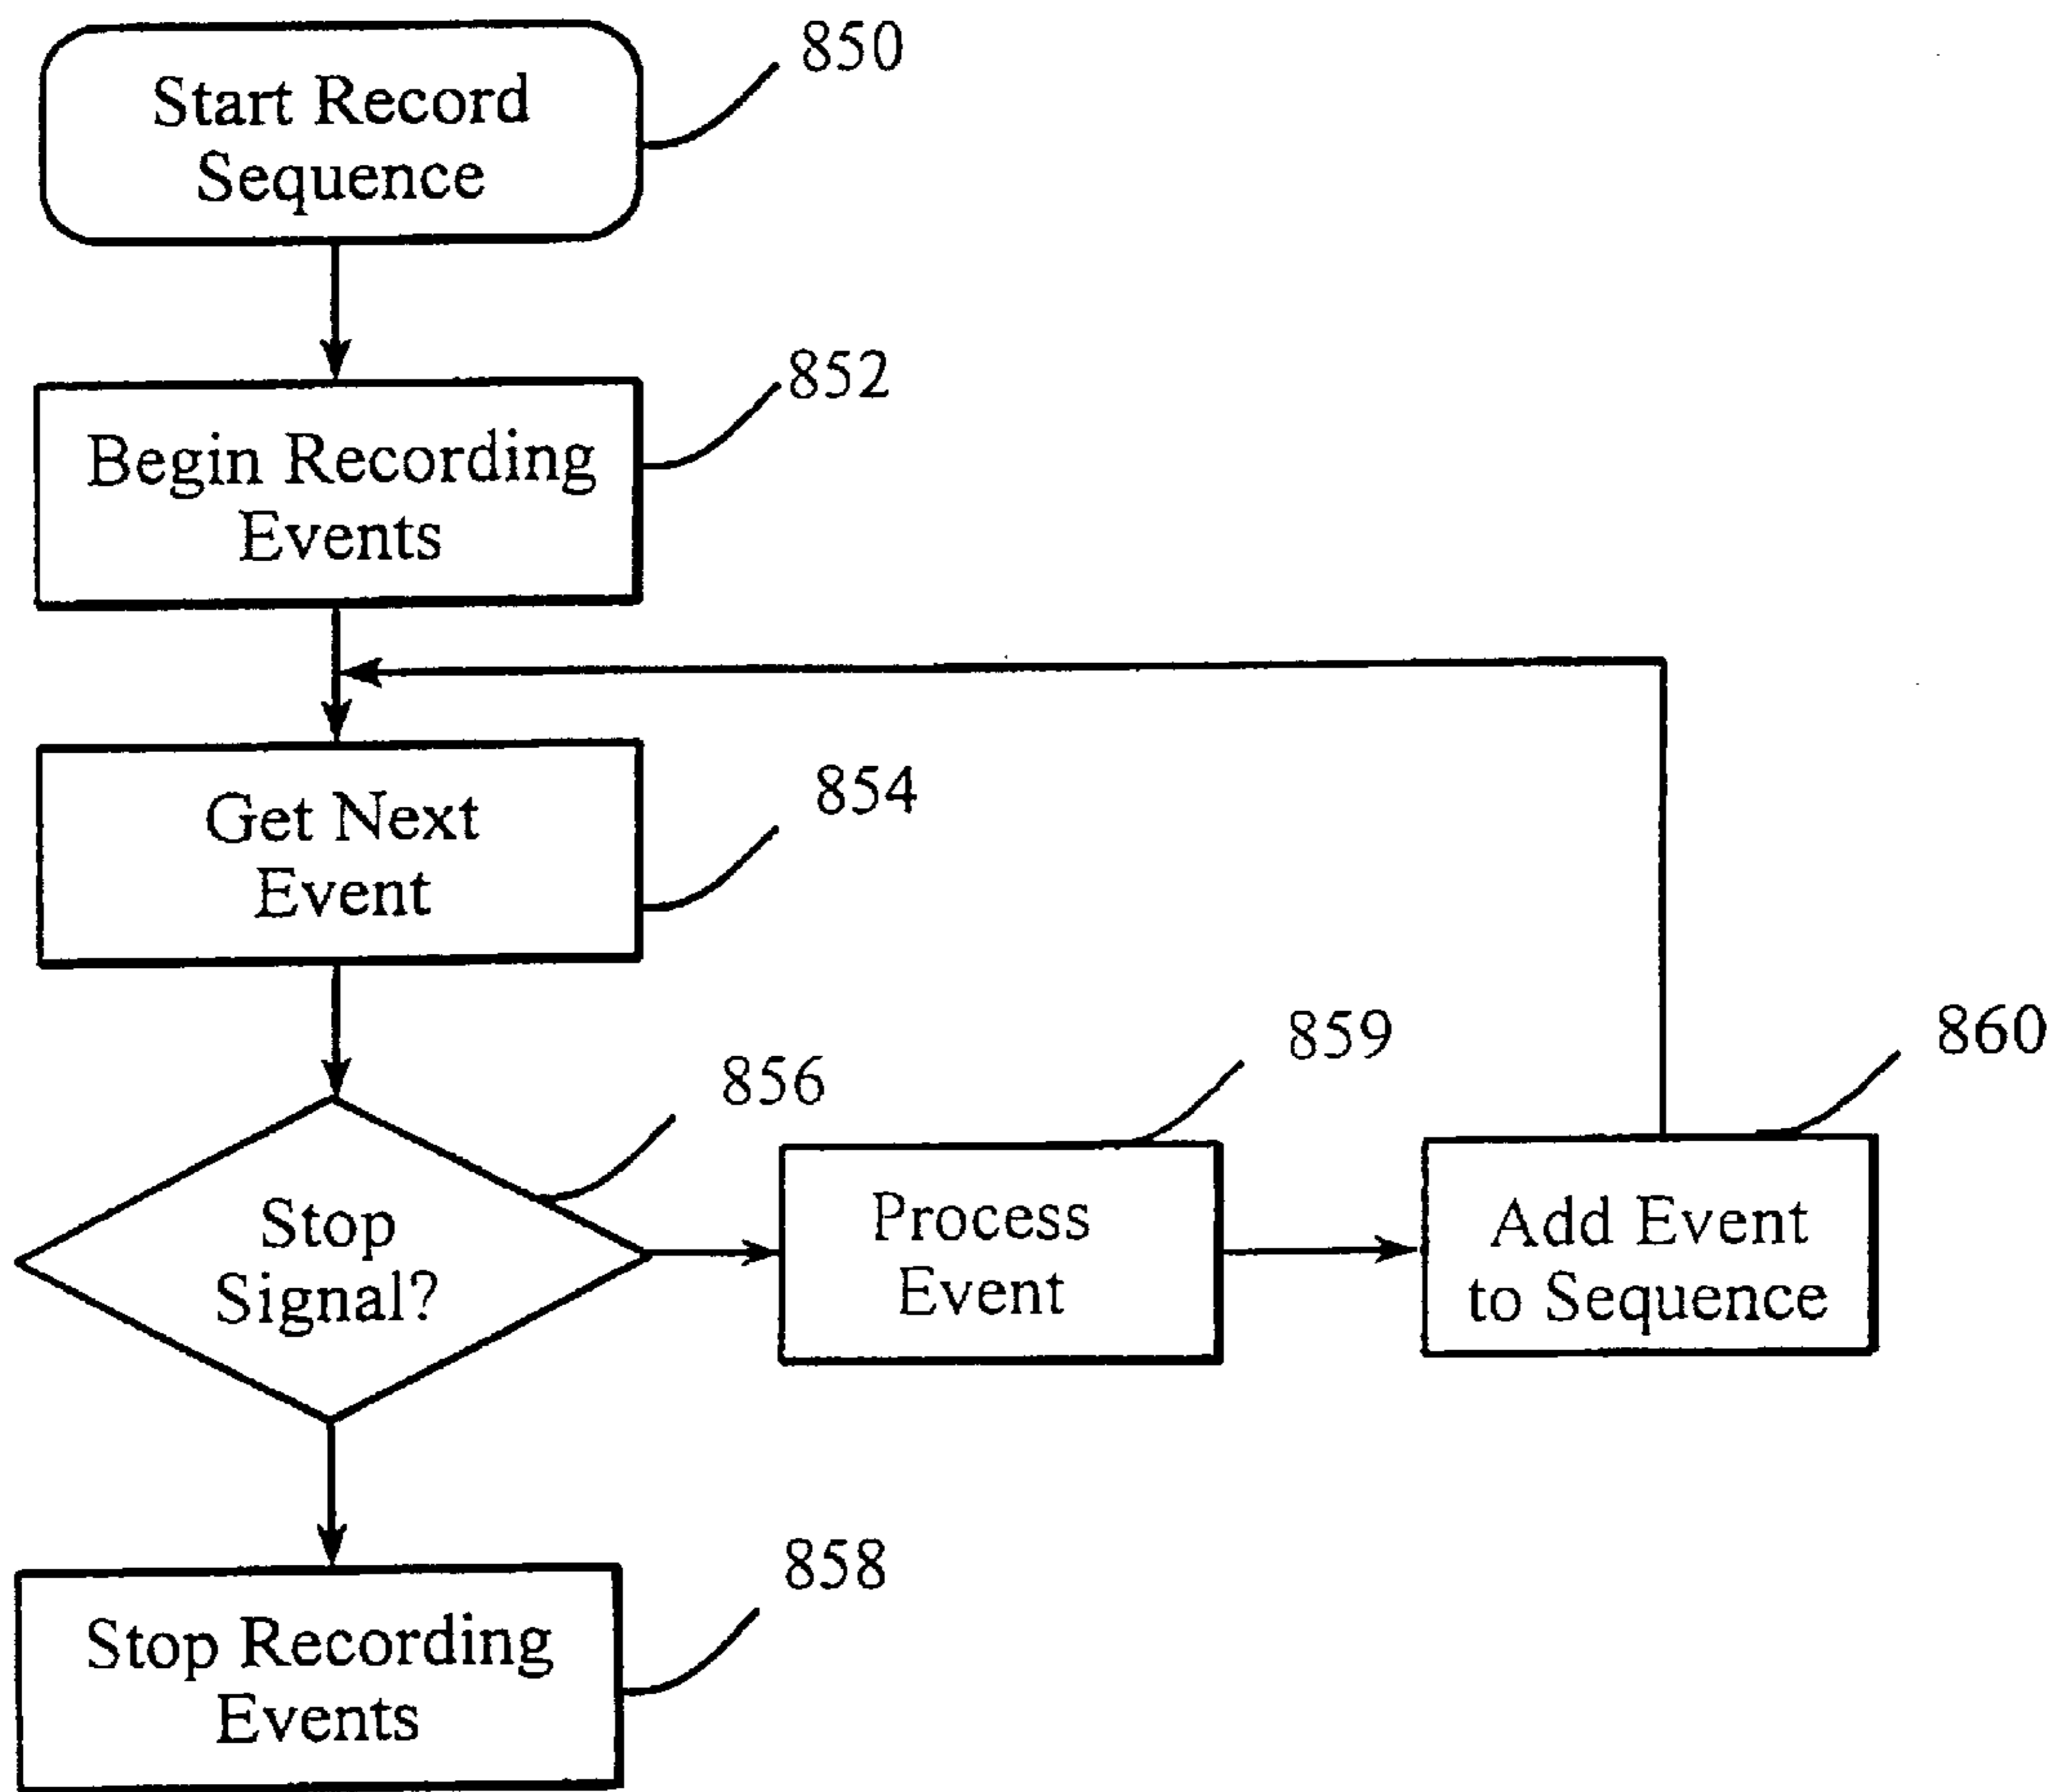 850
Start Record
Sequence
852
Begin Recording
Events
854
Get Next
Event
856
Stop
Signal?
859
Process
Event
860
Add Event
to Sequence
858
Stop Recording
Events